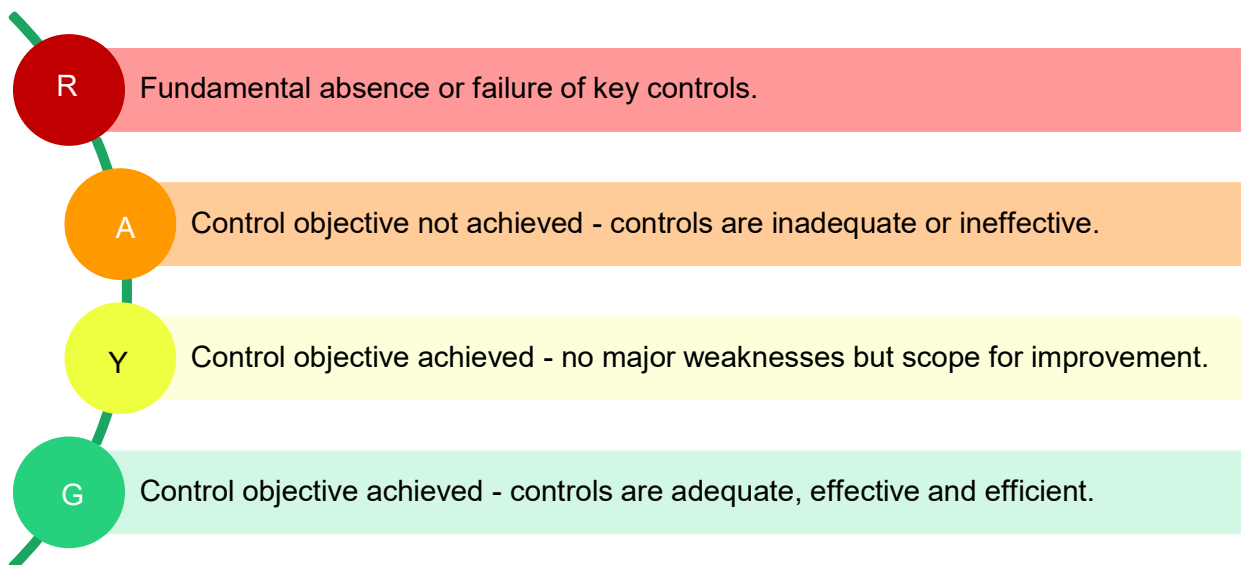 R
Fundamental absence or failure of key controls.
A
Control objective not achieved - controls are inadequate or ineffective.
Y
Control objective achieved - no major weaknesses but scope for improvement.
G
Control objective achieved - controls are adequate, effective and efficient.